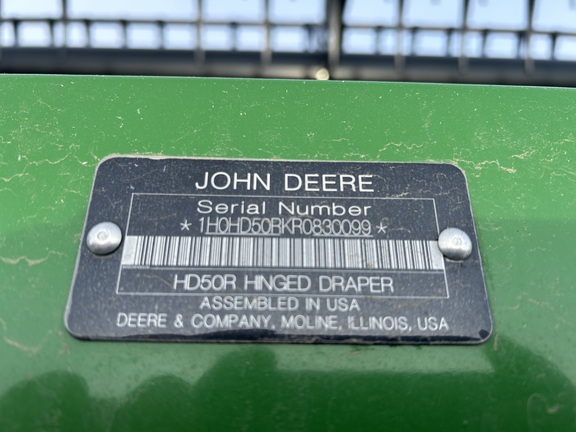 JOHN DEERE
Serial Number
*1H0HD50RKR0830099*
HD50R HINGED DRAPER
ASSEMBLED IN USA
DEERE & COMPANY, MOLINE, ILLINOIS, USA